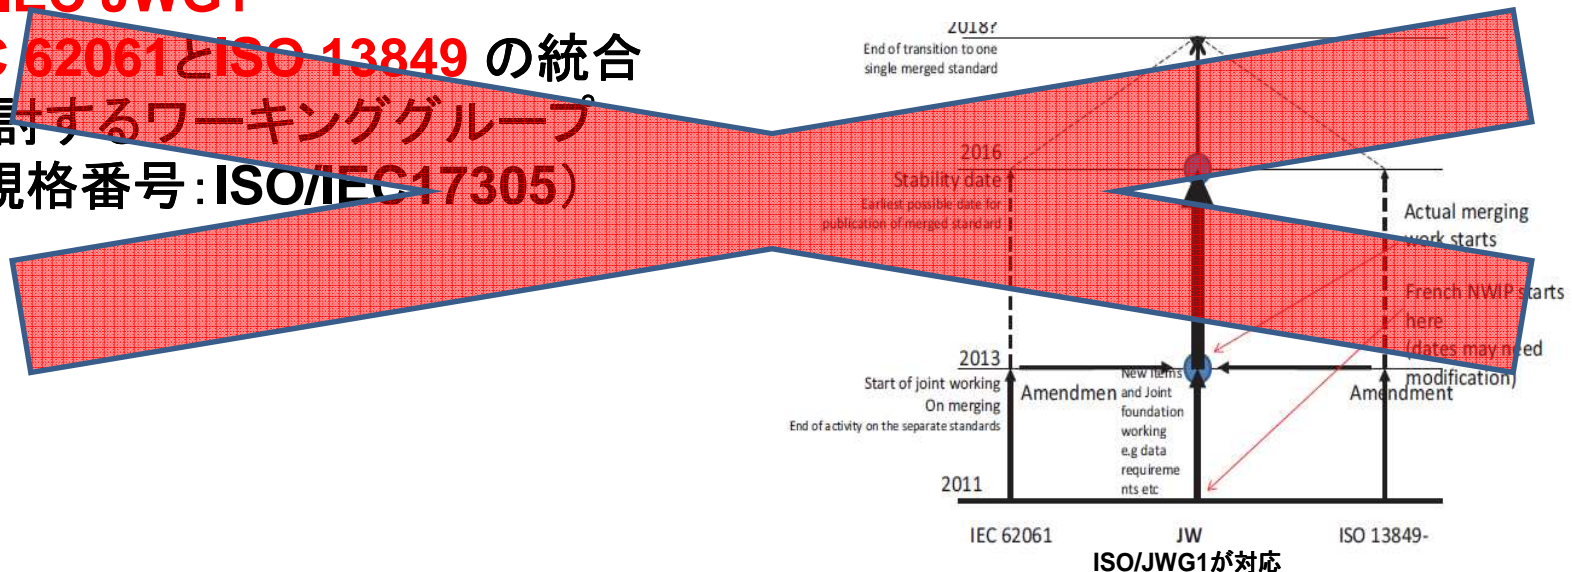 IEC JWG1
C 62061とISO 13849 の統合
討するワーキンググループ
規格番号：ISO/IEC17305）
2018?
End of transition to one
single merged standard
2016
Stability date
Earliest possible date for
publication of merged standard
Actual merging
work starts
French NWIP starts
here
(dates may need
modification)
2013
Start of joint working
On merging
End of activity on the separate standards
Amendmen
New items
and Joint
foundation
working
e.g data
requireme
nts etc
Amendment
2011
IEC 62061
JW
ISO 13849-
ISO/JWG1が対応